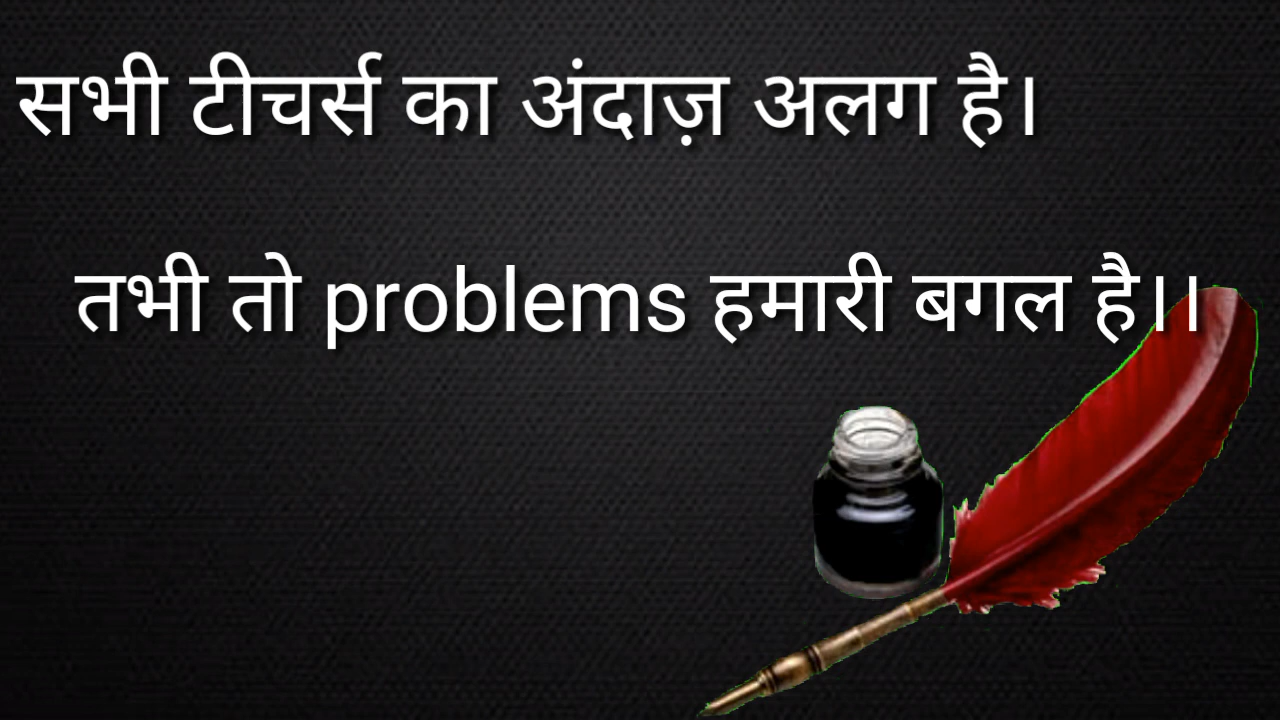 सभी टीचर्स का अंदाज़ अलग है।
तभी तो problems हमारी बगल है।।